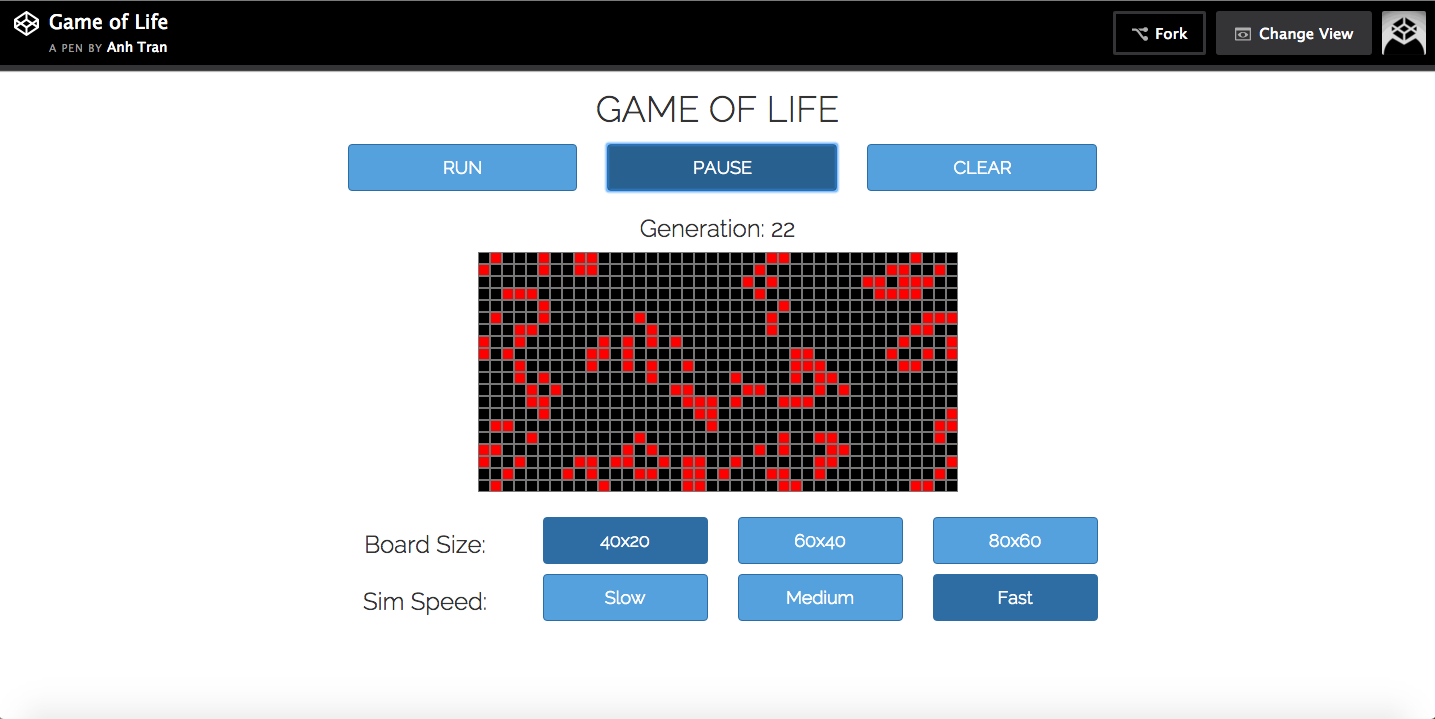 Game of Life
A PEN BY Anh Tran
Fork
Change View
GAME OF LIFE
RUN
PAUSE
CLEAR
Generation: 22
Board Size:
40x20
60x40
80x60
Sim Speed:
Slow
Medium
Fast